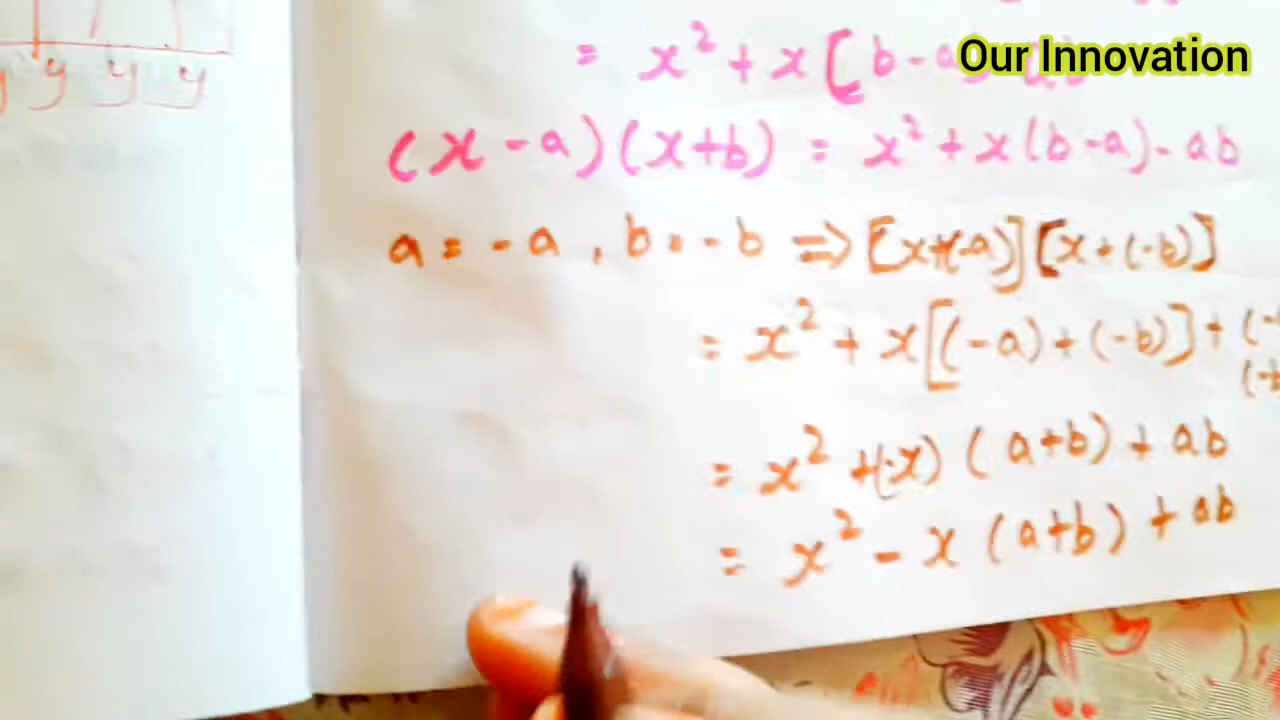 y y y y
= x² + x [b-a
Our Innovation
(x - a) (x+b) = x² + x(b-a) - ab
a = -a , b = -b => [x+(-a)] [x + (-b)]
= x² + x[(-a) + (-b)] + (-
(-b
= x² +(-x) (a+b) + ab
= x² - x (a+b) + ab